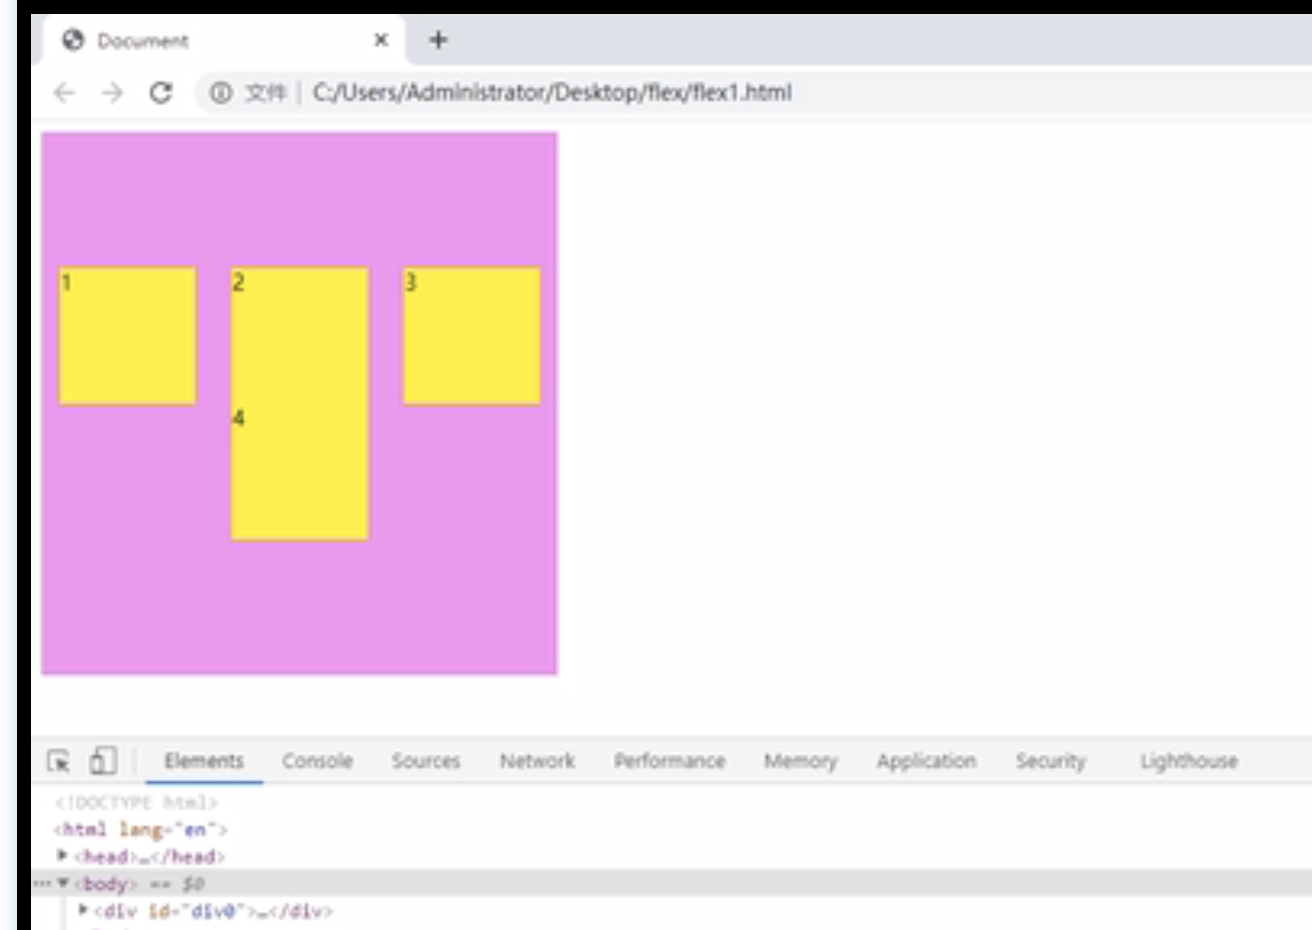 Document
文件 C:/Users/Administrator/Desktop/flex/flex1.html
1 2 3
4
Elements Console Sources Network Performance Memory Application Security Lighthouse
<!DOCTYPE html>
<html lang="en">
<head>…</head>
<body> == $0
<div id="div0">…</div>